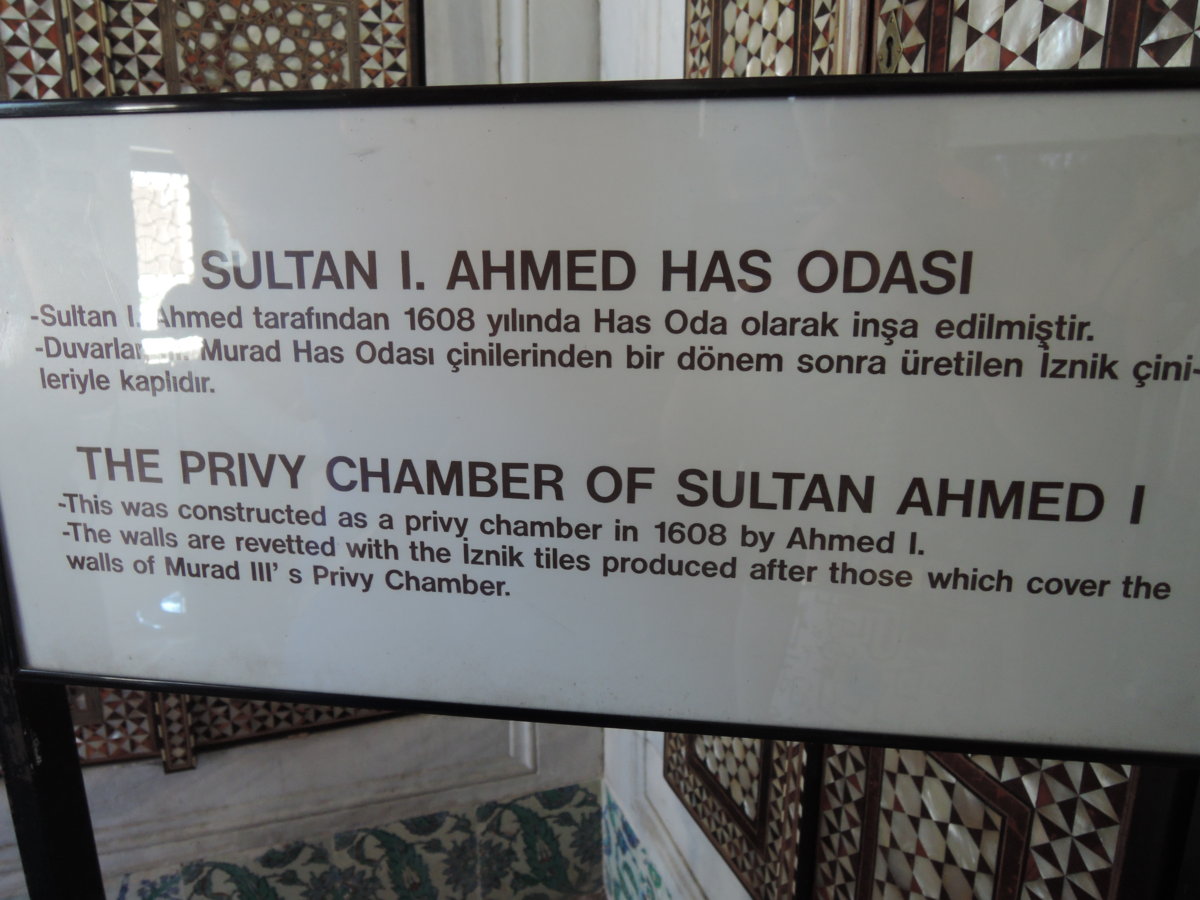 SULTAN I. AHMED HAS ODASI
-Sultan I. Ahmed tarafından 1608 yılında Has Oda olarak inşa edilmiştir.
-Duvarları Murad Has Odası çinilerinden bir dönem sonra üretilen İznik çini-
leriyle kaplıdır.
THE PRIVY CHAMBER OF SULTAN AHMED I
-This was constructed as a privy chamber in 1608 by Ahmed I.
-The walls are revetted with the İznik tiles produced after those which cover the
walls of Murad III' s Privy Chamber.